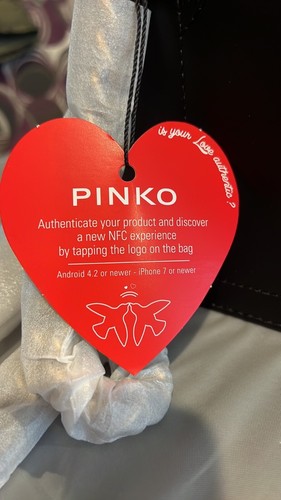 is your Love authentic ?
PINKO
Authenticate your product and discover
a new NFC experience
by tapping the logo on the bag
Android 4.2 or newer - iPhone 7 or newer